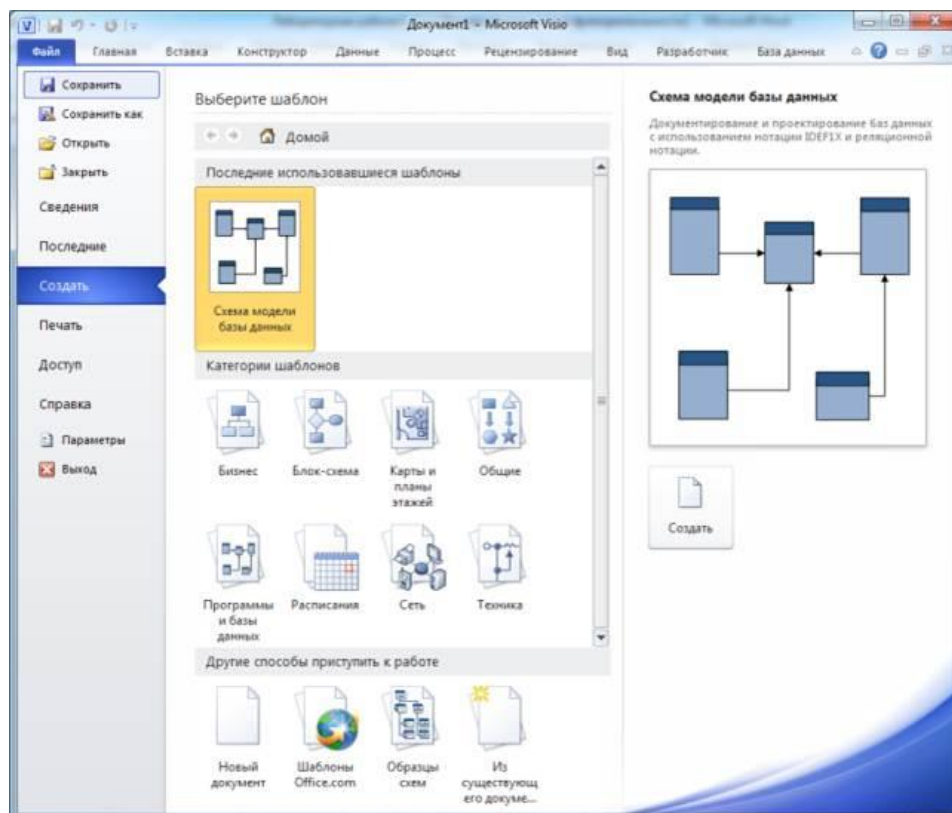 Документ1 - Microsoft Visio
Файл Главная Вставка Конструктор Данные Процесс Рецензирование Вид Разработчик База данных
Сохранить
Сохранить как
Открыть
Закрыть
Сведения
Последние
Создать
Печать
Доступ
Справка
Параметры
Выход
Выберите шаблон
Домой
Последние использовавшиеся шаблоны
Схема модели
базы данных
Категории шаблонов
Бизнес Блок-схема Карты и планы этажей Общие
Программы и базы данных Расписания Сеть Техника
Другие способы приступить к работе
Новый документ Шаблоны Office.com Образцы схем Из существующ его докуме...
Схема модели базы данных
Документирование и проектирование баз данных
с использованием нотации IDEF1X и реляционной
нотации.
Создать